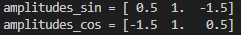 amplitudes_sin = [ 0.5  1.  -1.5]
amplitudes_cos = [-1.5  1.   0.5]